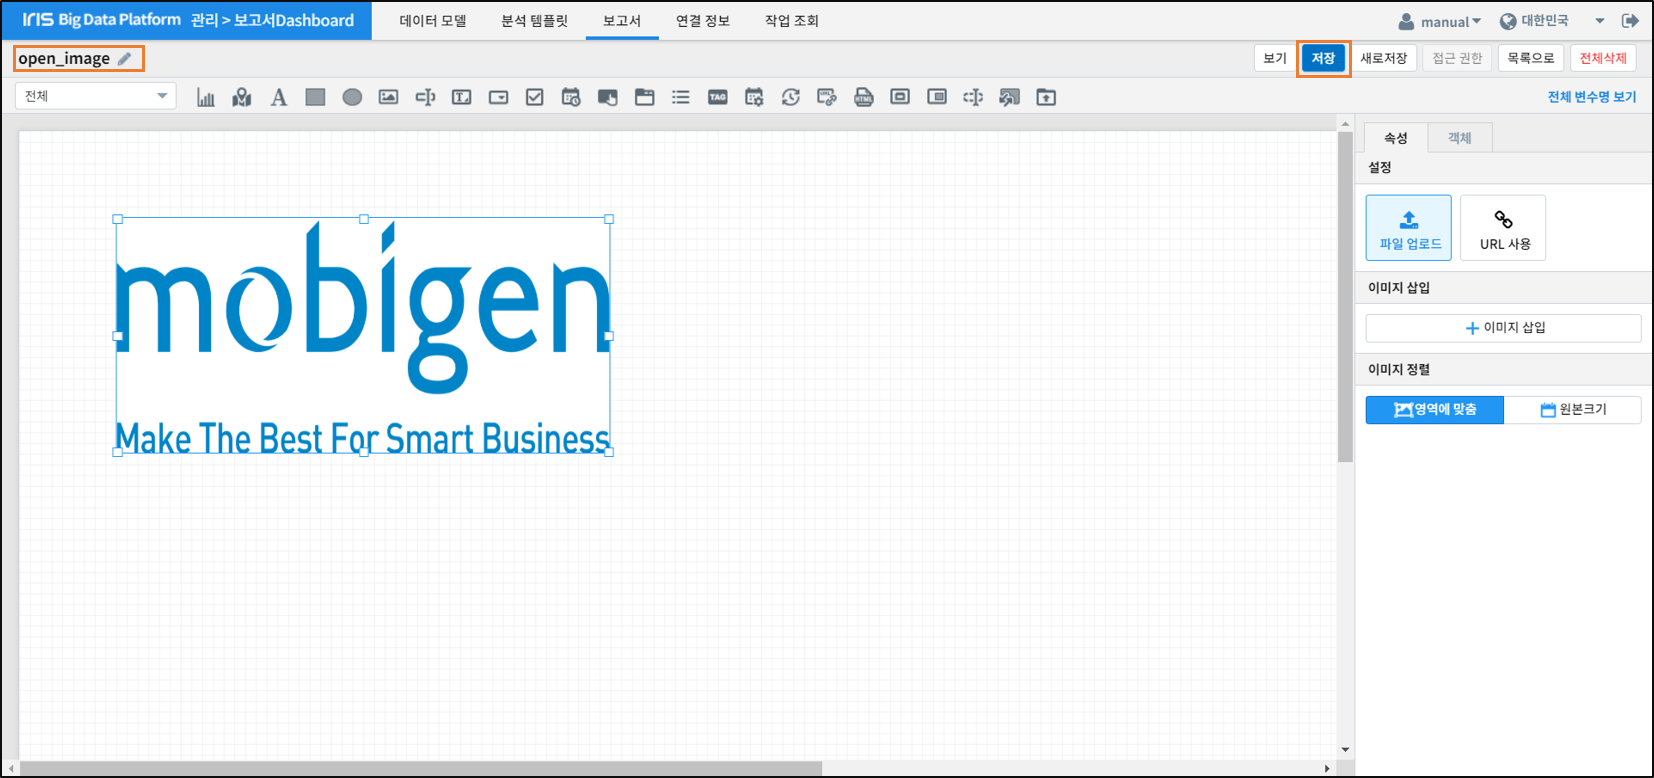 IRIS Big Data Platform 관리 > 보고서Dashboard 데이터 모델 분석 템플릿 보고서 연결 정보 작업 조회 manual 대한민국
open_image 보기 저장 새로저장 접근 권한 목록으로 전체삭제
전체 A T TAG HTML 전체 변수명 보기
속성 객체
설정
파일 업로드 URL 사용
이미지 삽입
이미지 삽입
이미지 정렬
영역에 맞춤 원본크기
mobigen
Make The Best For Smart Business